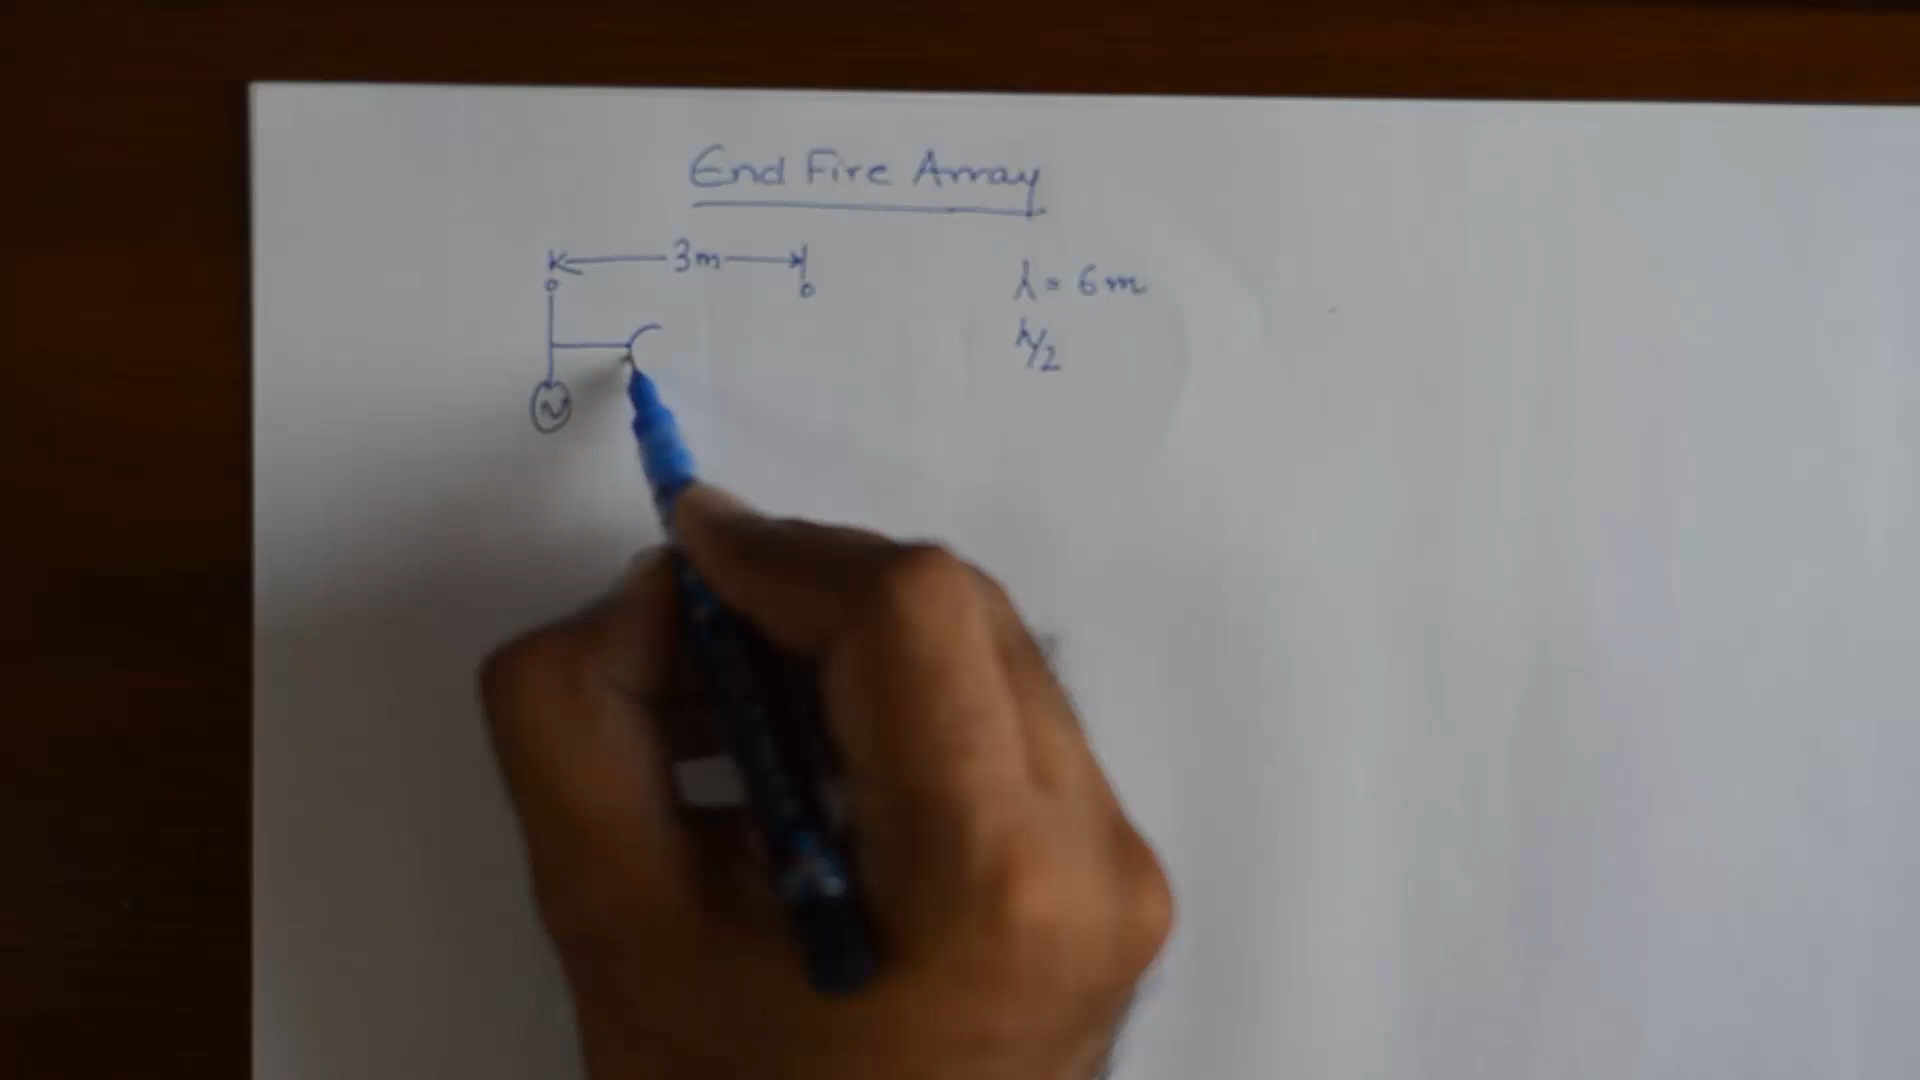 End Fire Array
3m
λ = 6m
λ/2